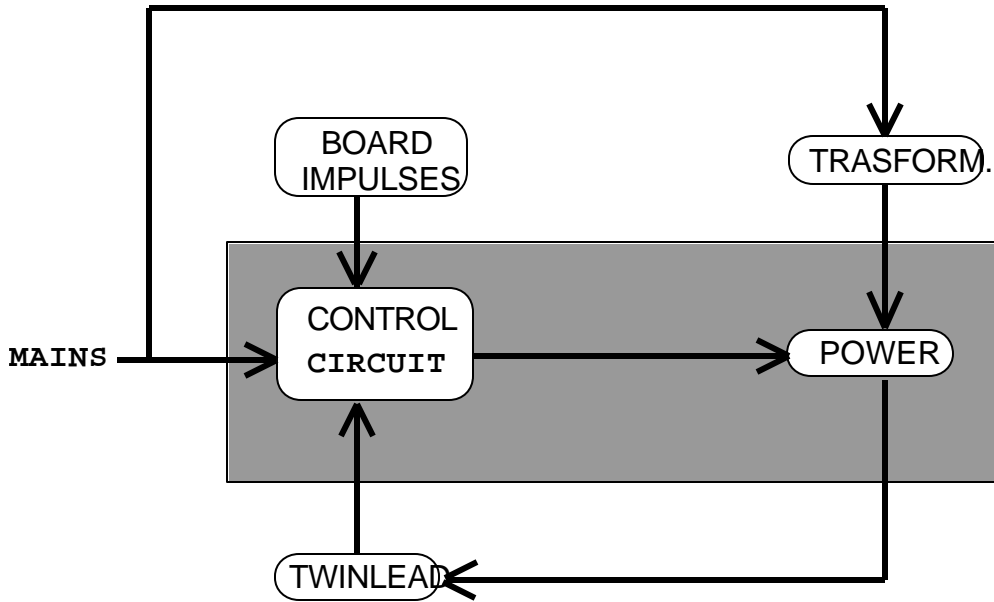 BOARD
IMPULSES
TRASFORM.
CONTROL
CIRCUIT
MAINS
POWER
TWINLEAD